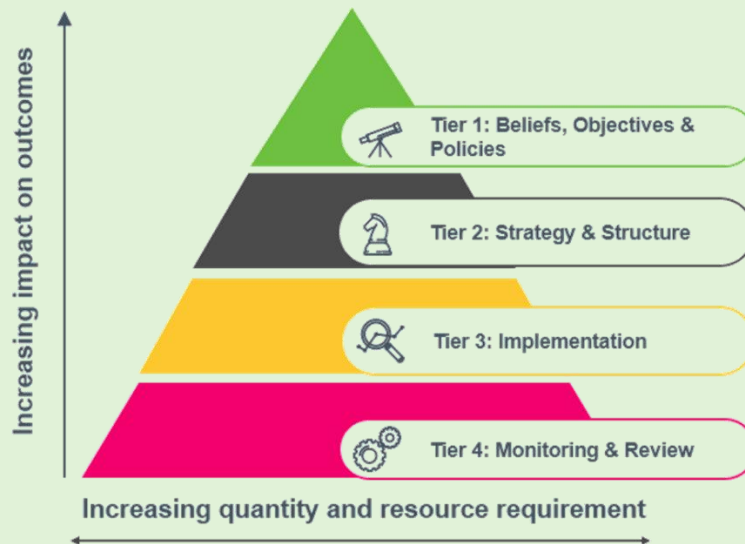 Increasing impact on outcomes
Tier 1: Beliefs, Objectives &
Policies
Tier 2: Strategy & Structure
Tier 3: Implementation
Tier 4: Monitoring & Review
Increasing quantity and resource requirement